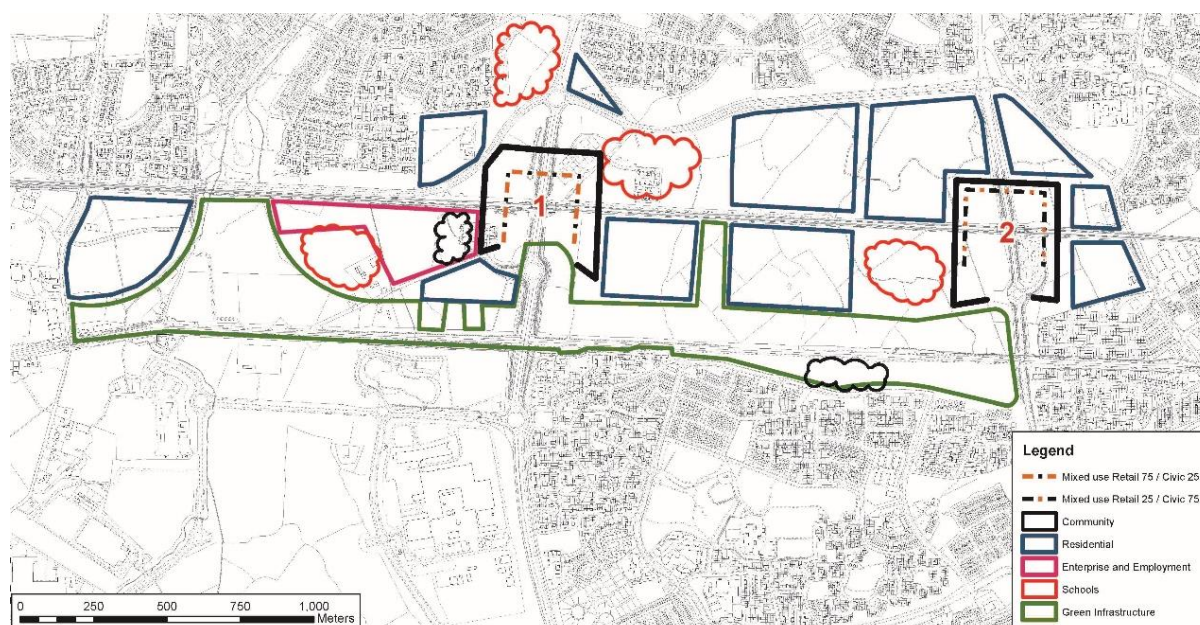 1
2
Legend
Mixed use Retail 75 / Civic 25
Mixed use Retail 25 / Civic 75
Community
Residential
Enterprise and Employment
Schools
Green Infrastructure
0 250 500 750 1,000
Meters